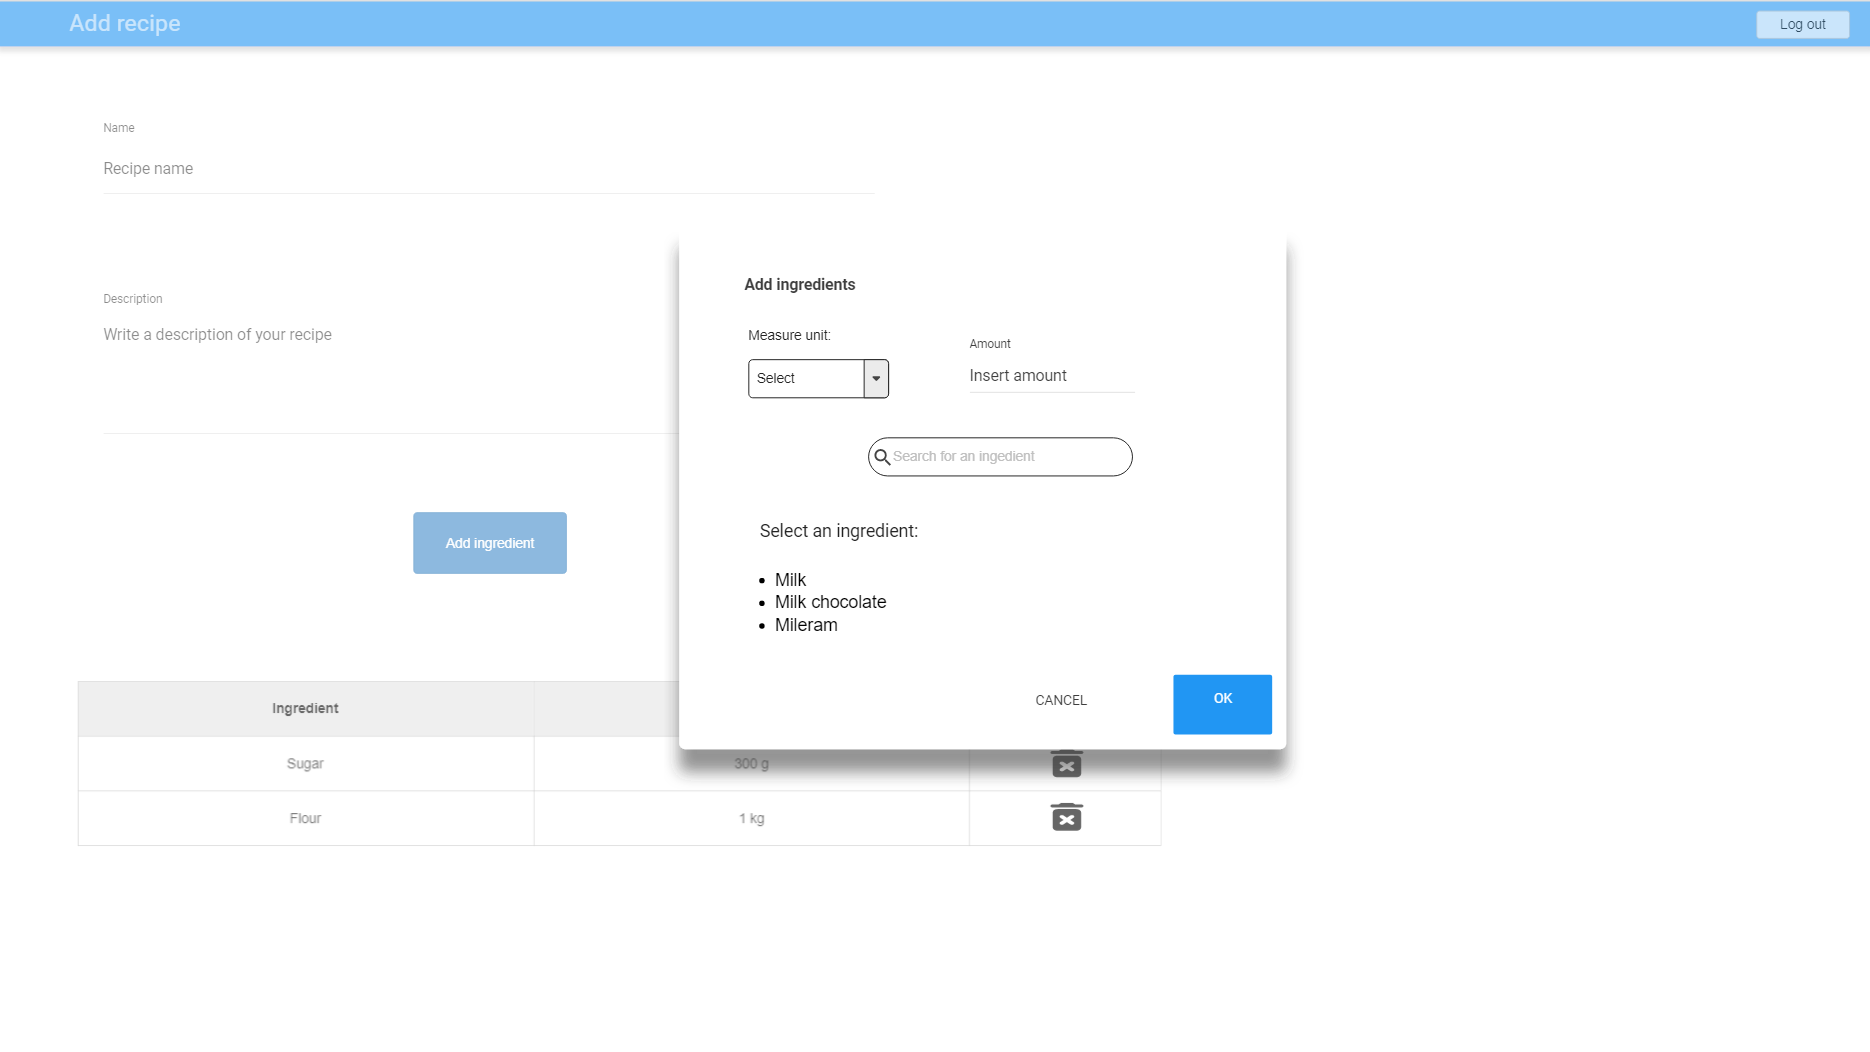 Add recipe
Log out
Name
Recipe name
Description
Write a description of your recipe
Add ingredient
Add ingredients
Measure unit:
Select
Amount
Insert amount
Search for an ingedient
Select an ingredient:
Milk
Milk chocolate
Mileram
CANCEL
OK
Ingredient
Sugar
300 g
Flour
1 kg